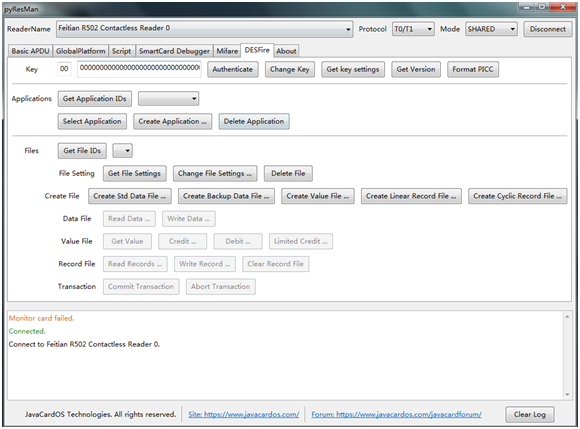 pyResMan
ReaderName Feitian R502 Contactless Reader 0 Protocol T0/T1 Mode SHARED Disconnect
Basic APDU GlobalPlatform Script SmartCard Debugger Mifare DESFire About
Key 00 00000000000000000000000000000000 Authenticate Change Key Get key settings Get Version Format PICC
Applications Get Application IDs
Select Application Create Application ... Delete Application
Files Get File IDs
File Setting Get File Settings Change File Settings ... Delete File
Create File Create Std Data File ... Create Backup Data File ... Create Value File ... Create Linear Record File ... Create Cyclic Record File ...
Data File Read Data ... Write Data ...
Value File Get Value Credit ... Debit ... Limited Credit ...
Record File Read Records ... Write Record ... Clear Record File
Transaction Commit Transaction Abort Transaction
Monitor card failed.
Connected.
Connect to Feitian R502 Contactless Reader 0.
JavaCardOS Technologies. All rights reserved. Site: https://www.javacardos.com/ Forum: https://www.javacardos.com/javacardforum/ Clear Log